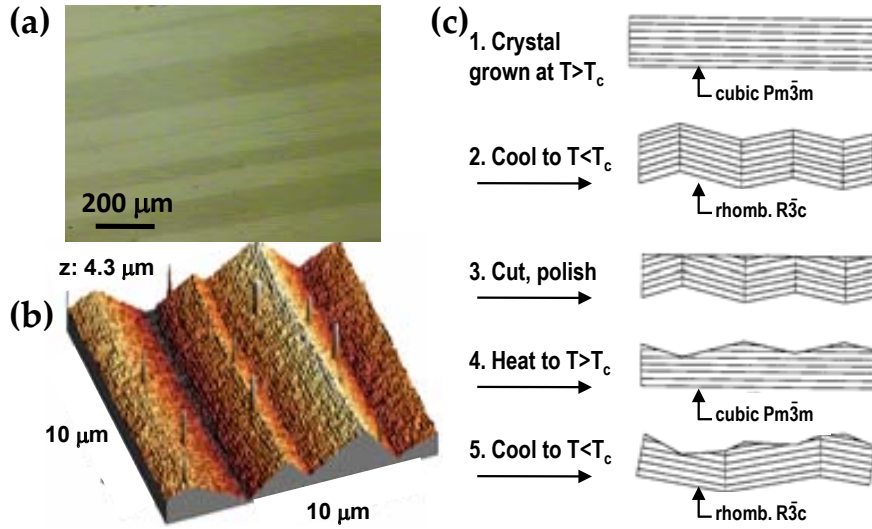 (a)
200 μm
z: 4.3 μm
(b)
10 μm
10 μm
(c)
1. Crystal
grown at T>Tc
cubic Pm3̄m
2. Cool to T<Tc
rhomb. R3̄c
3. Cut, polish
4. Heat to T>Tc
cubic Pm3̄m
5. Cool to T<Tc
rhomb. R3̄c